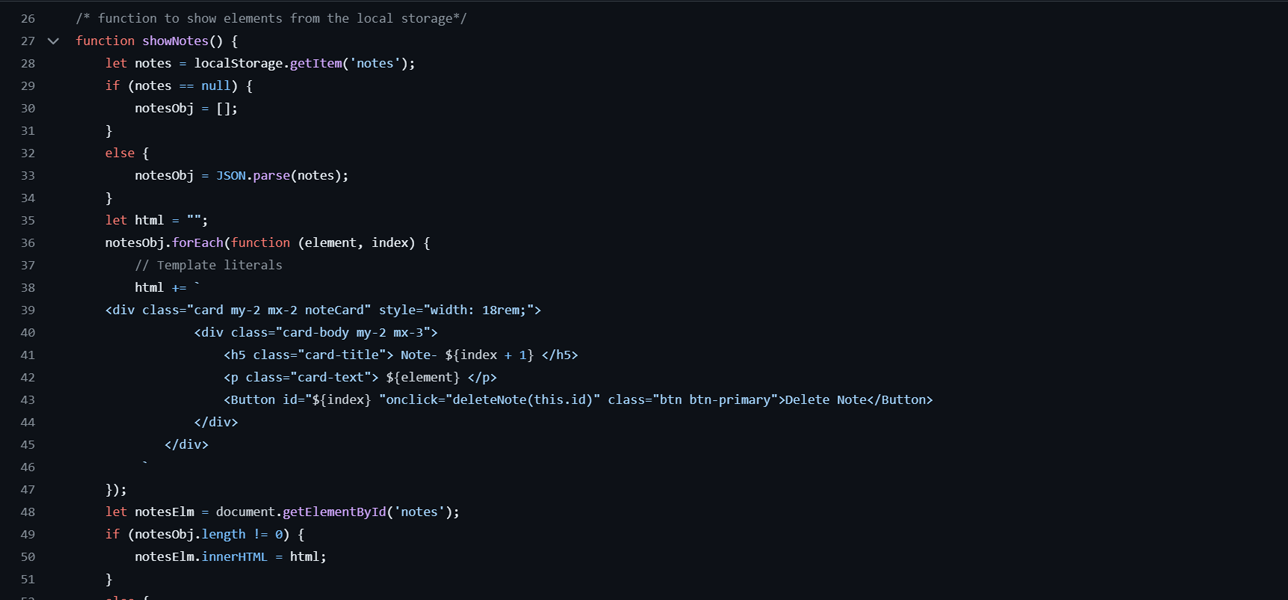 26 /* function to show elements from the local storage*/
27 function showNotes() {
28 let notes = localStorage.getItem('notes');
29 if (notes == null) {
30 notesObj = [];
31 }
32 else {
33 notesObj = JSON.parse(notes);
34 }
35 let html = "";
36 notesObj.forEach(function (element, index) {
37 // Template literals
38 html += `
39 <div class="card my-2 mx-2 noteCard" style="width: 18rem;">
40 <div class="card-body my-2 mx-3">
41 <h5 class="card-title"> Note- ${index + 1} </h5>
42 <p class="card-text"> ${element} </p>
43 <Button id="${index} "onclick="deleteNote(this.id)" class="btn btn-primary">Delete Note</Button>
44 </div>
45 </div>
46 `
47 });
48 let notesElm = document.getElementById('notes');
49 if (notesObj.length != 0) {
50 notesElm.innerHTML = html;
51 }
52 else {